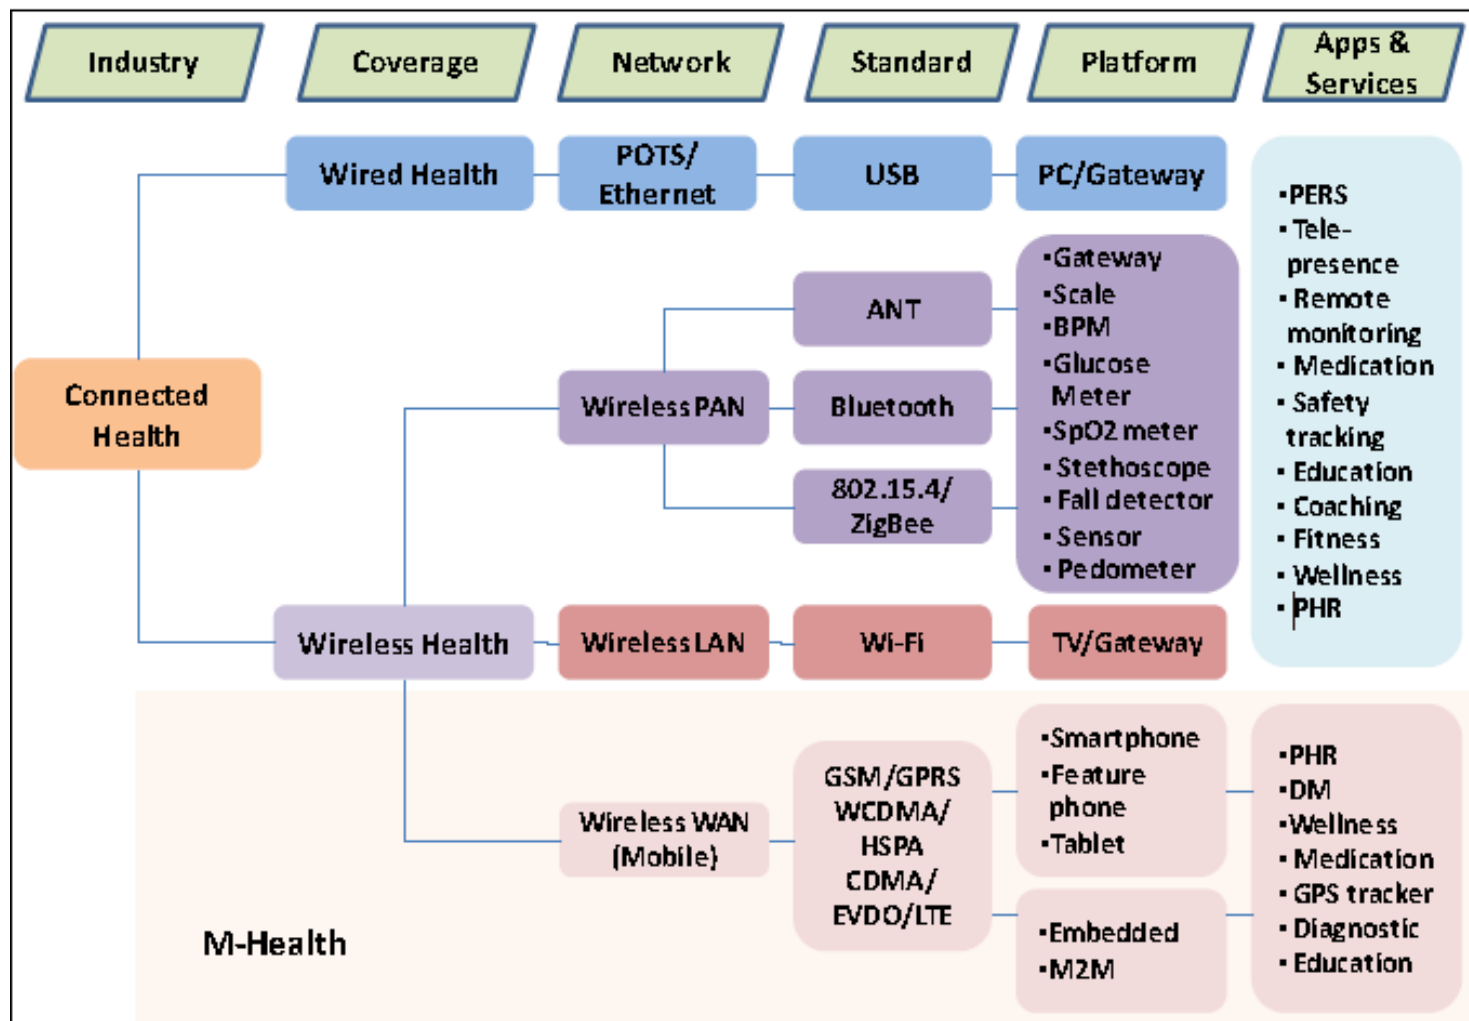 Industry
Coverage
Network
Standard
Platform
Apps &
Services
Wired Health
POTS/
Ethernet
USB
PC/Gateway
Connected
Health
Wireless Health
Wireless PAN
ANT
Bluetooth
802.15.4/
ZigBee
▪Gateway
▪Scale
▪BPM
▪Glucose
Meter
▪SpO2 meter
▪ Stethoscope
▪Fall detector
▪ Sensor
▪ Pedometer
Wireless LAN
Wi-Fi
TV/Gateway
▪PERS
▪ Tele-
presence
▪ Remote
monitoring
▪ Medication
▪ Safety
tracking
▪ Education
▪ Coaching
▪ Fitness
▪ Wellness
▪ PHR
M-Health
Wireless WAN
(Mobile)
GSM/GPRS
WCDMA/
HSPA
CDMA/
EVDO/LTE
▪Smartphone
▪Feature
phone
▪Tablet
▪Embedded
▪M2M
▪PHR
▪DM
▪Wellness
▪ Medication
▪ GPS tracker
▪ Diagnostic
▪ Education